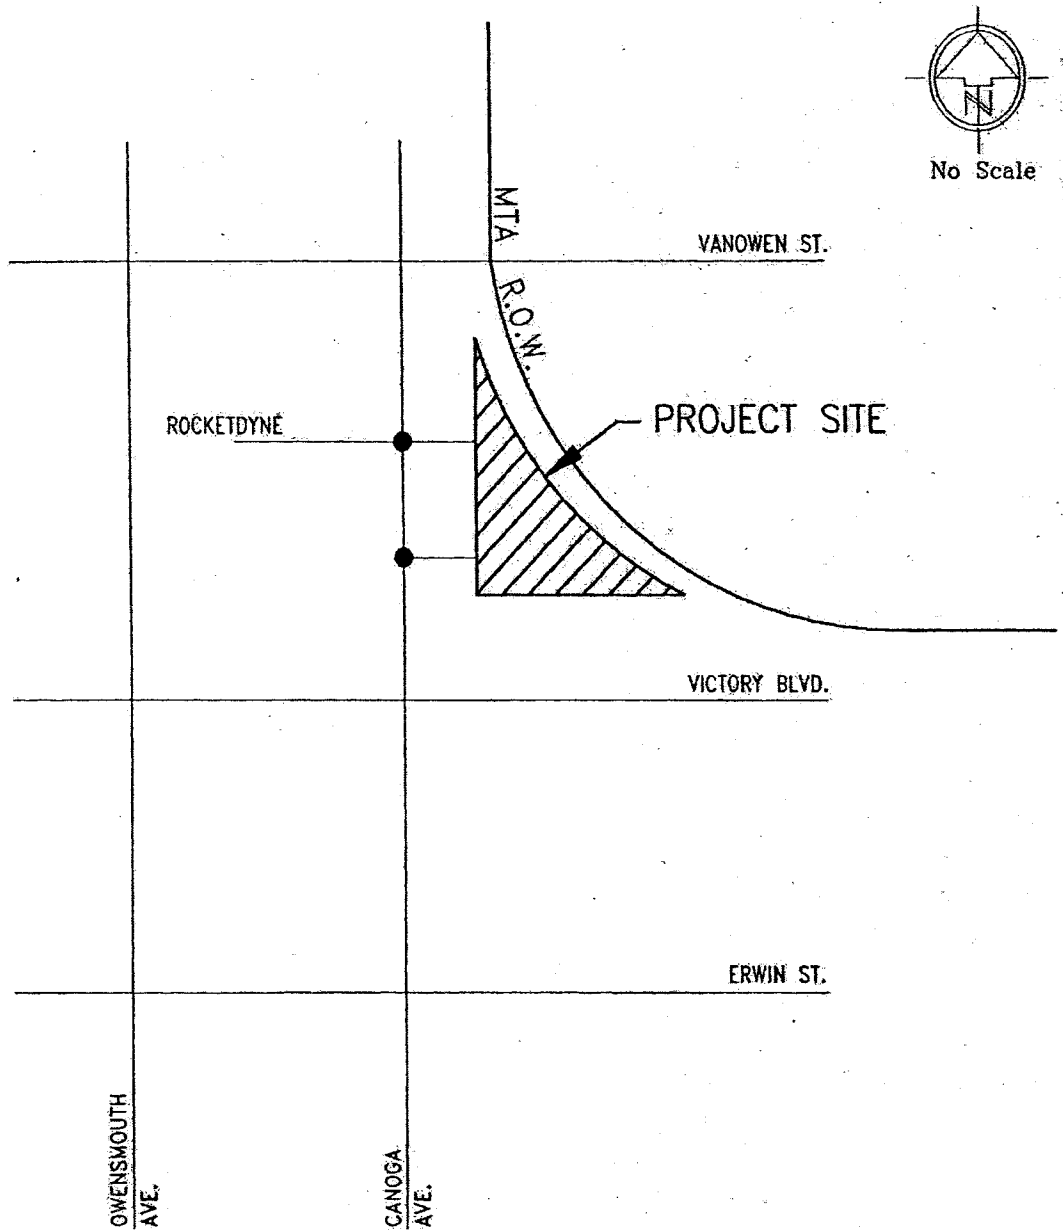 N
No Scale
MTA R.O.W.
VANOWEN ST.
ROCKETDYNE
PROJECT SITE
VICTORY BLVD.
ERWIN ST.
OWENSMOUTH
AVE.
CANOGA
AVE.